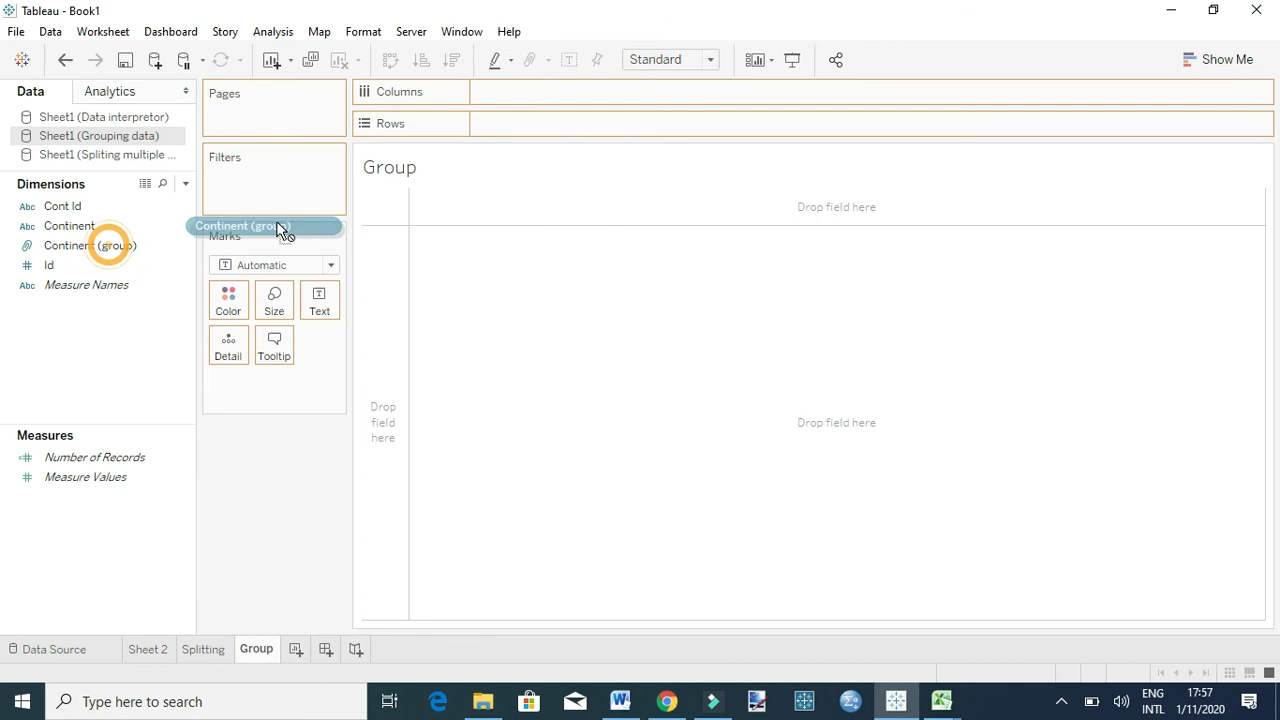 Tableau - Book1
File Data Worksheet Dashboard Story Analysis Map Format Server Window Help
Standard
Show Me
Data Analytics
Pages
Columns
Rows
Sheet1 (Data interpretor)
Sheet1 (Grouping data)
Sheet1 (Spliting multiple ...
Filters
Group
Dimensions
Abc Cont Id
Abc Continent
Continent (group)
# Id
Abc Measure Names
Continent (group)
Marks
Automatic
Color Size Text
Detail Tooltip
Drop field here
Drop
field
here
Drop field here
Measures
Number of Records
# Measure Values
Data Source Sheet 2 Splitting Group
Type here to search
ENG
INTL
17:57
1/11/2020